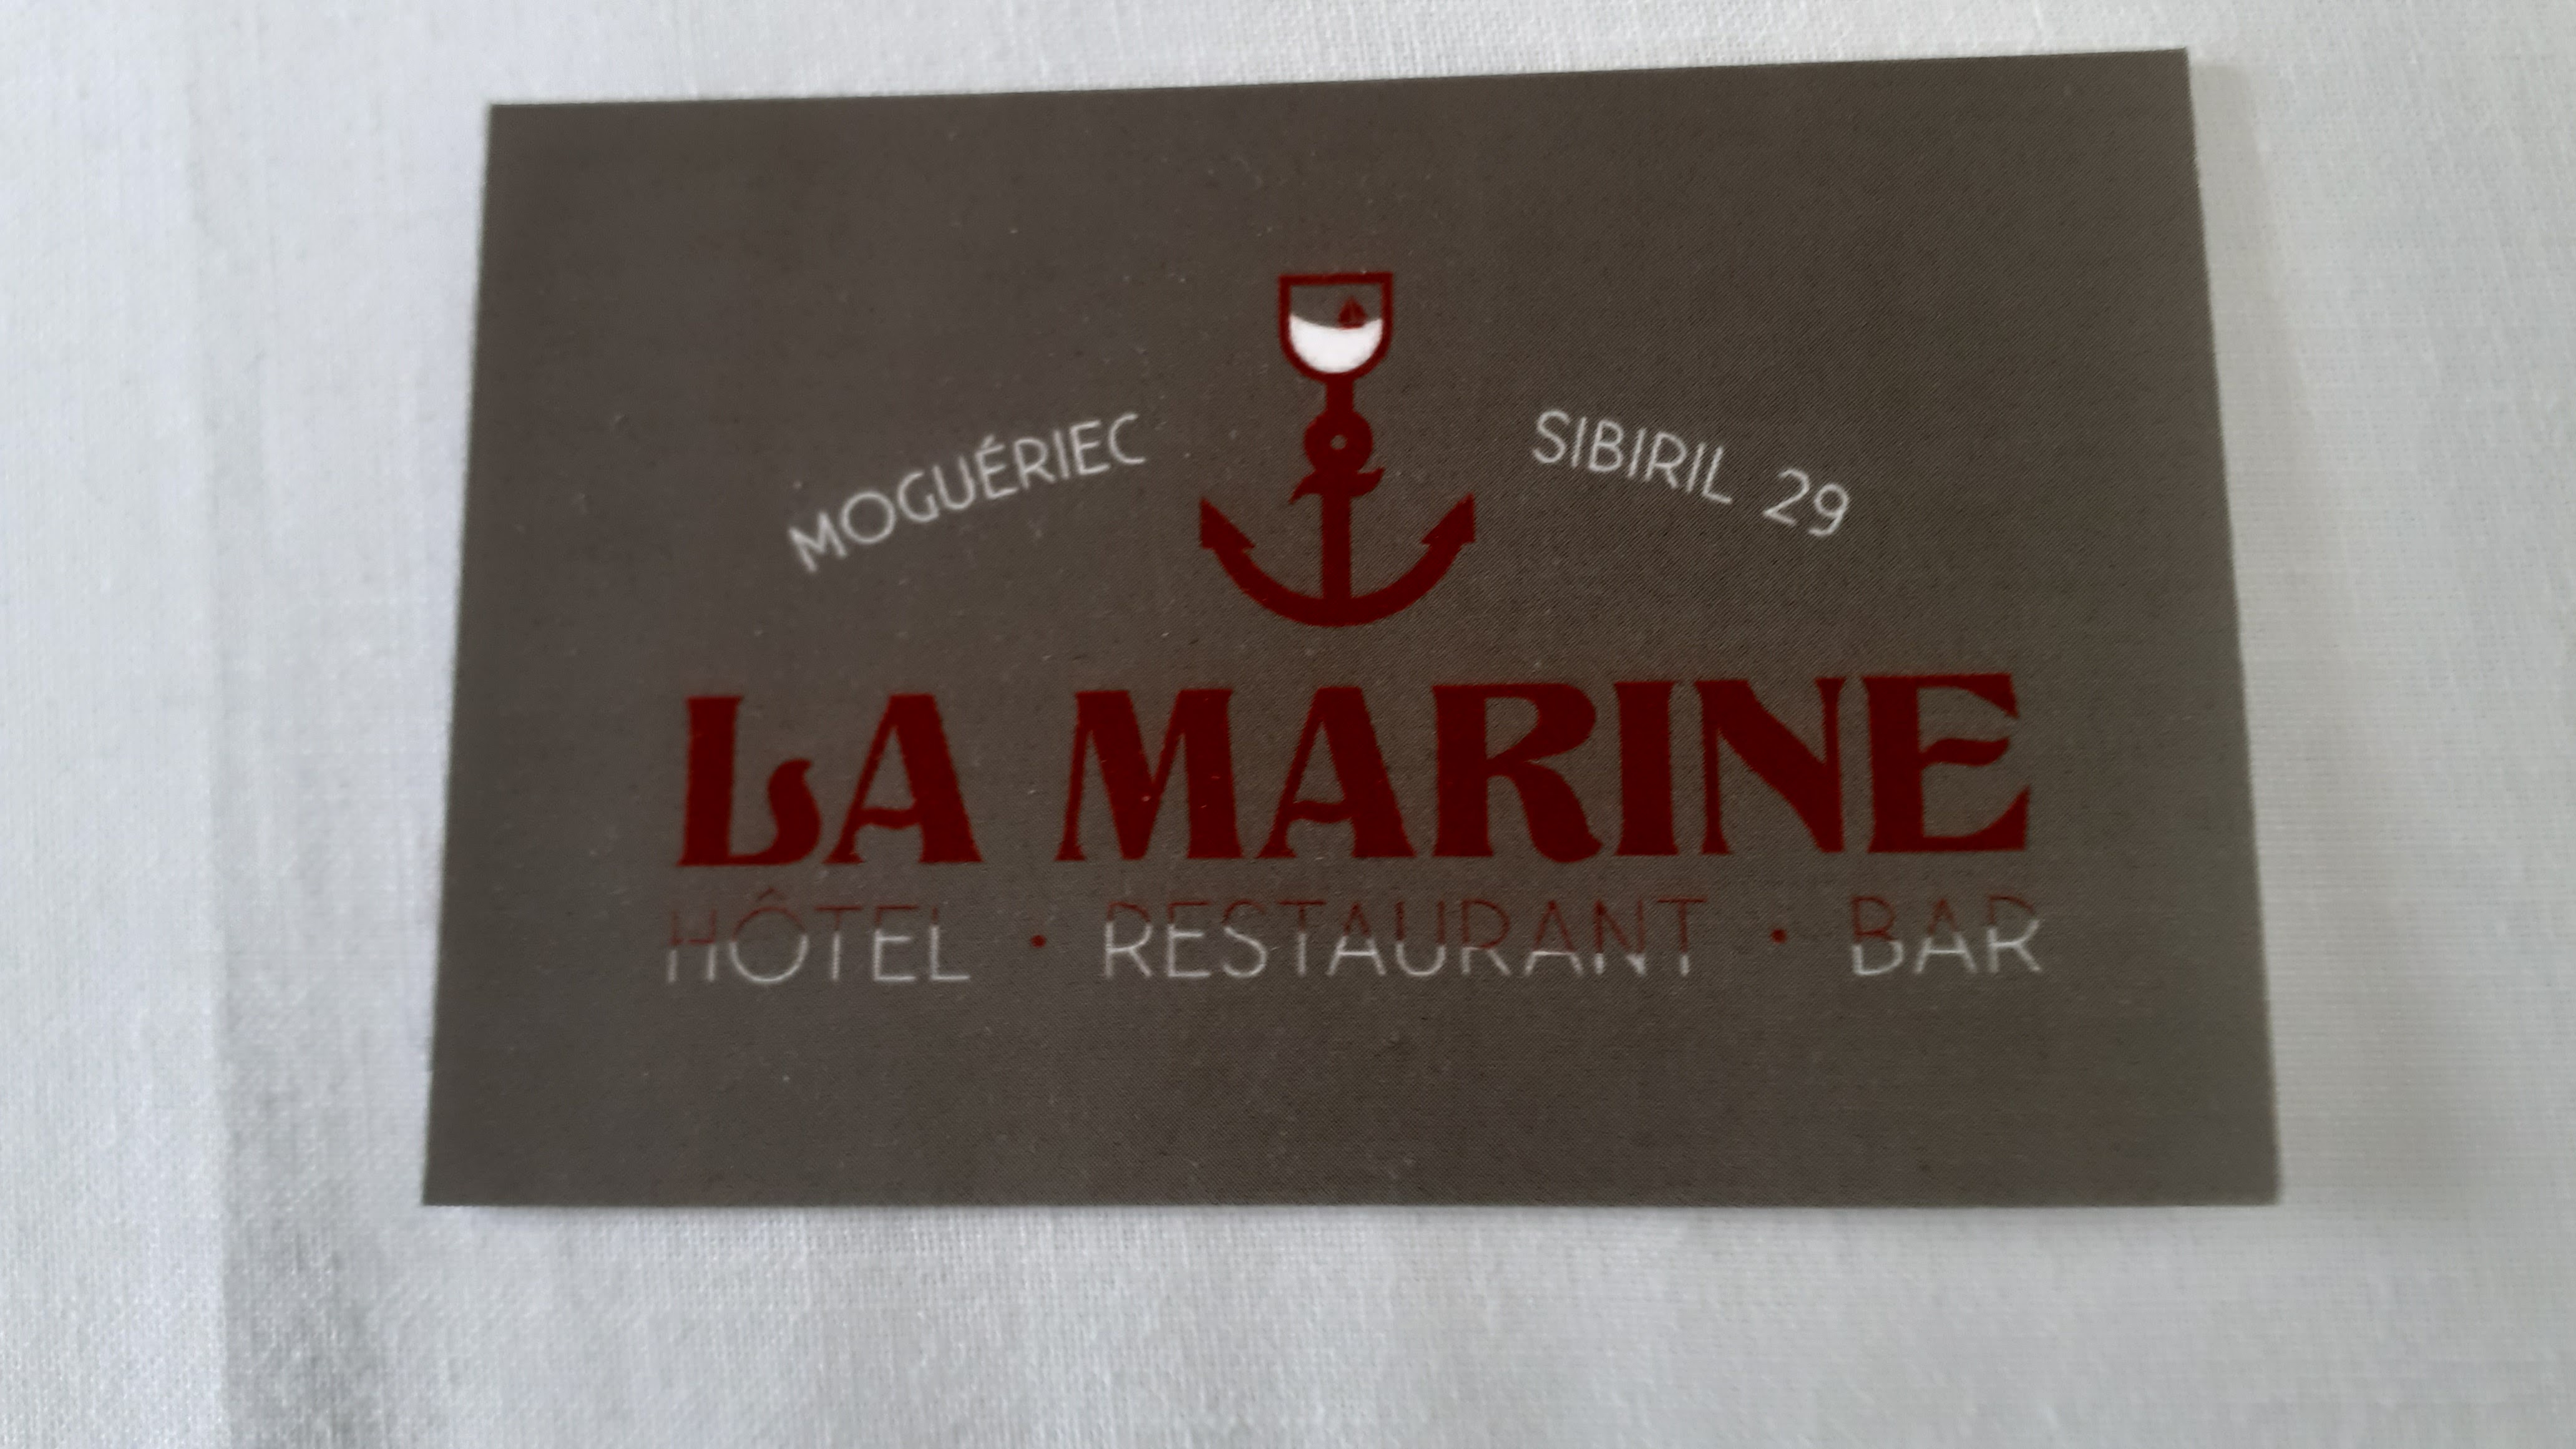 MOGUÉRIEC SIBIRIL 29
LA MARINE
HÔTEL • RESTAURANT • BAR